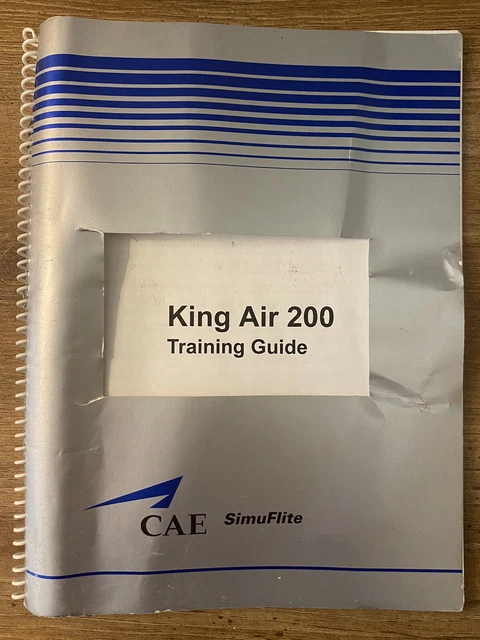 King Air 200
Training Guide
CAE SimuFlite